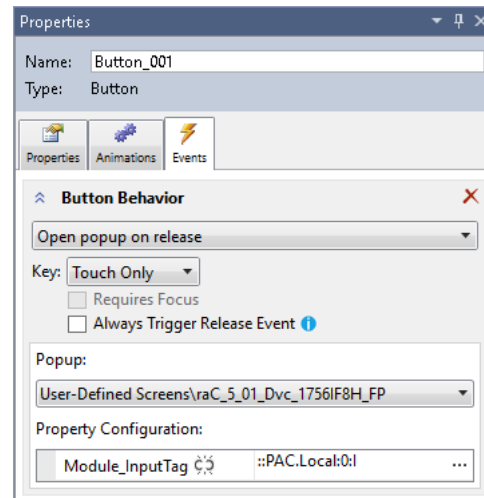 Properties
Name: Button_001
Type: Button
Properties Animations Events
Button Behavior
Open popup on release
Key: Touch Only
Requires Focus
Always Trigger Release Event
Popup:
User-Defined Screens\raC_5_01_Dvc_1756IF8H_FP
Property Configuration:
Module_InputTag ::PAC.Local:0:I ...